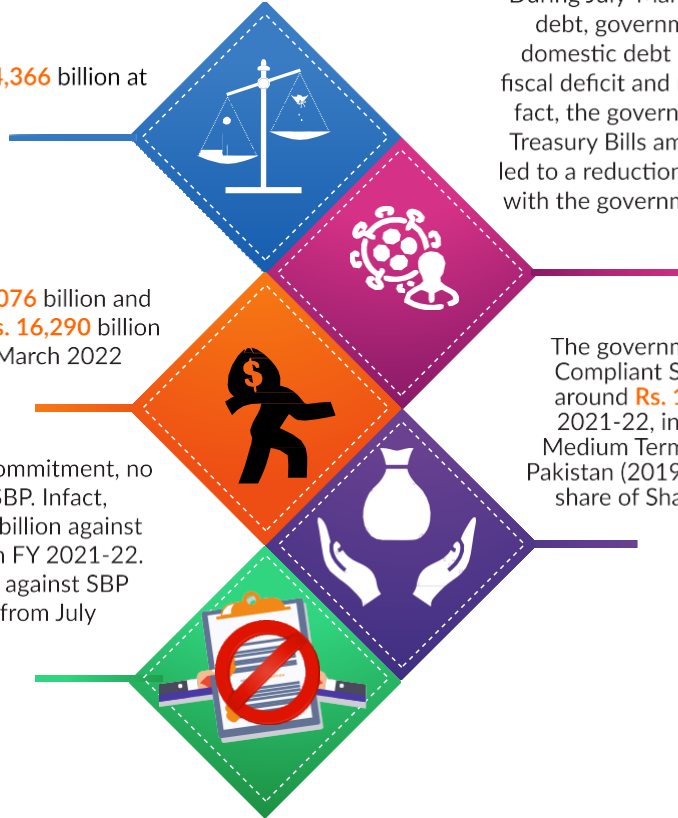 4,366 billion at
During July-Mar
debt, governm
domestic debt
fiscal deficit and
fact, the govern
Treasury Bills am
led to a reduction
with the governm
076 billion and
s. 16,290 billion
March 2022
The governm
Compliant S
around Rs. 1
2021-22, in
Medium Term
Pakistan (2019
share of Sha
ommitment, no
SBP. Infact,
billion against
n FY 2021-22.
against SBP
from July
$